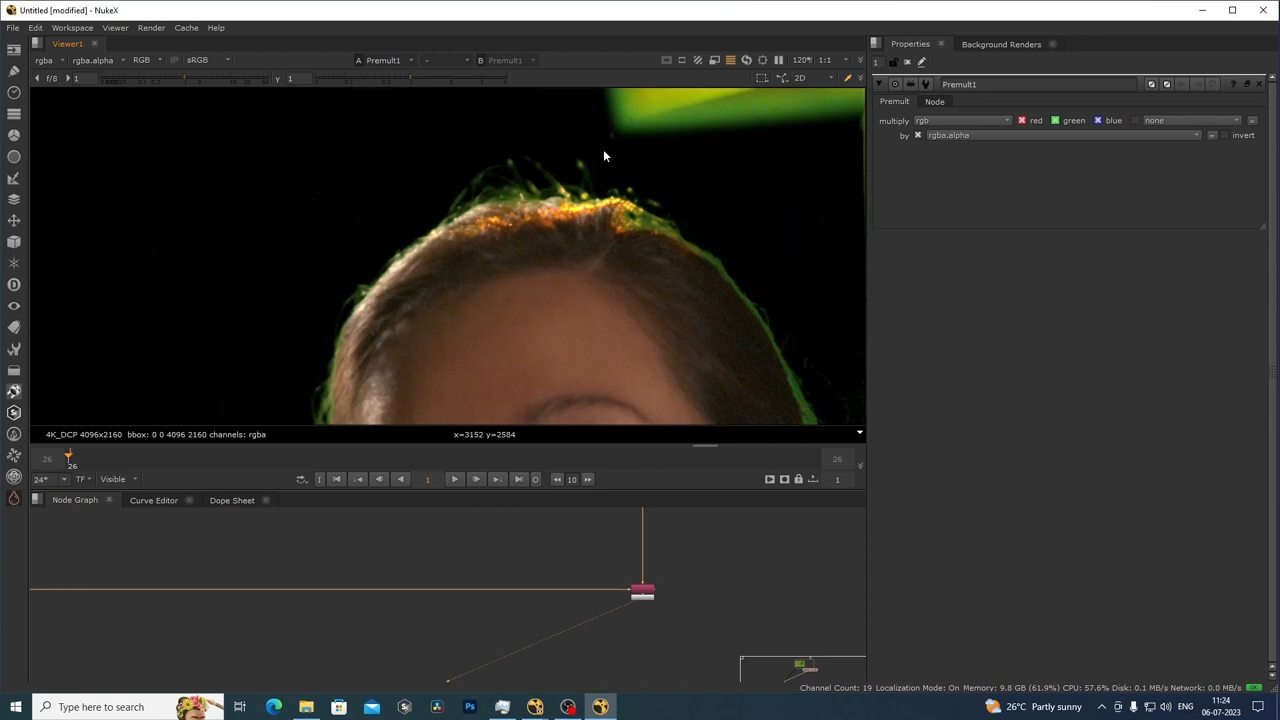 Untitled [modified] - NukeX
File Edit Workspace Viewer Render Cache Help
Viewer1
Properties Background Renders
rgba rgba.alpha RGB IP sRGB A Premult1 - B Premult1 120% 1:1
1
f/8 1 Y 1 2D
Premult1
Premult Node
multiply rgb red green blue none
by rgba.alpha invert
4K_DCP 4096x2160 bbox: 0 0 4096 2160 channels: rgba x=3152 y=2584
26 26 26
24* TF Visible 1 10 1
Node Graph Curve Editor Dope Sheet
Channel Count: 19 Localization Mode: On Memory: 9.8 GB (61.9%) CPU: 57.6% Disk: 0.1 MB/s Network: 0.0 MB/s
Type here to search
26°C Partly sunny ENG 11:24
06-07-2023